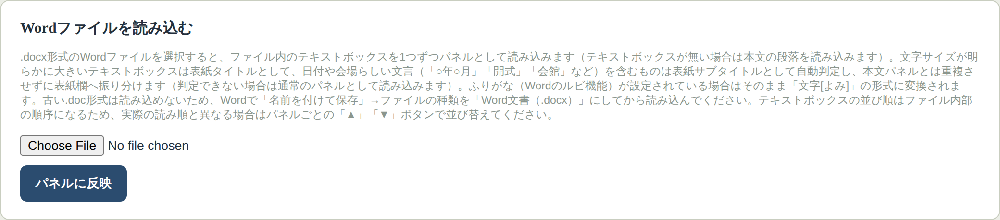 Wordファイルを読み込む
.docx形式のWordファイルを選択すると、ファイル内のテキストボックスを1つずつパネルとして読み込みます（テキストボックスが無い場合は本文の段落を読み込みます）。文字サイズが明
らかに大きいテキストボックスは表紙タイトルとして、日付や会場らしい文言（「○年○月」「開式」「会館」など）を含むものは表紙サブタイトルとして自動判定し、本文パネルとは重複さ
せずに表紙欄へ振り分けます（判定できない場合は通常のパネルとして読み込みます）。ふりがな（Wordのルビ機能）が設定されている場合はそのまま「文字[よみ]」の形式に変換されま
す。古い.doc形式は読み込めないため、Wordで「名前を付けて保存」→ファイルの種類を「Word文書（.docx）」にしてから読み込んでください。テキストボックスの並び順はファイル内部
の順序になるため、実際の読み順と異なる場合はパネルごとの「▲」「▼」ボタンで並び替えてください。
Choose File No file chosen
パネルに反映